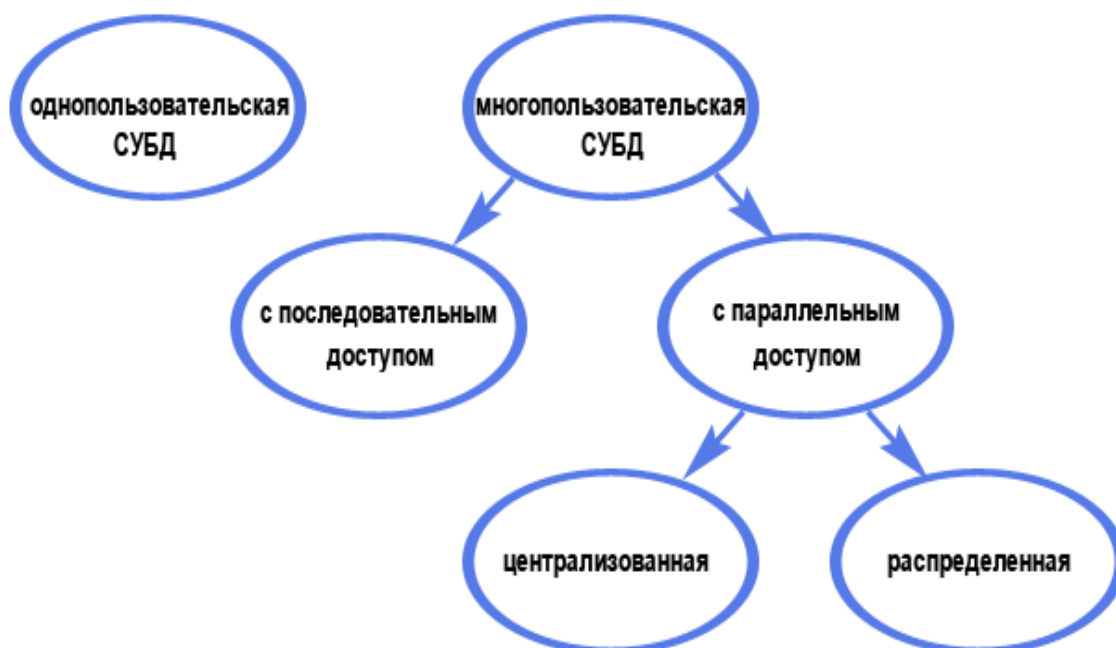 однопользовательская
СУБД
многопользовательская
СУБД
с последовательным
доступом
с параллельным
доступом
централизованная
распределенная